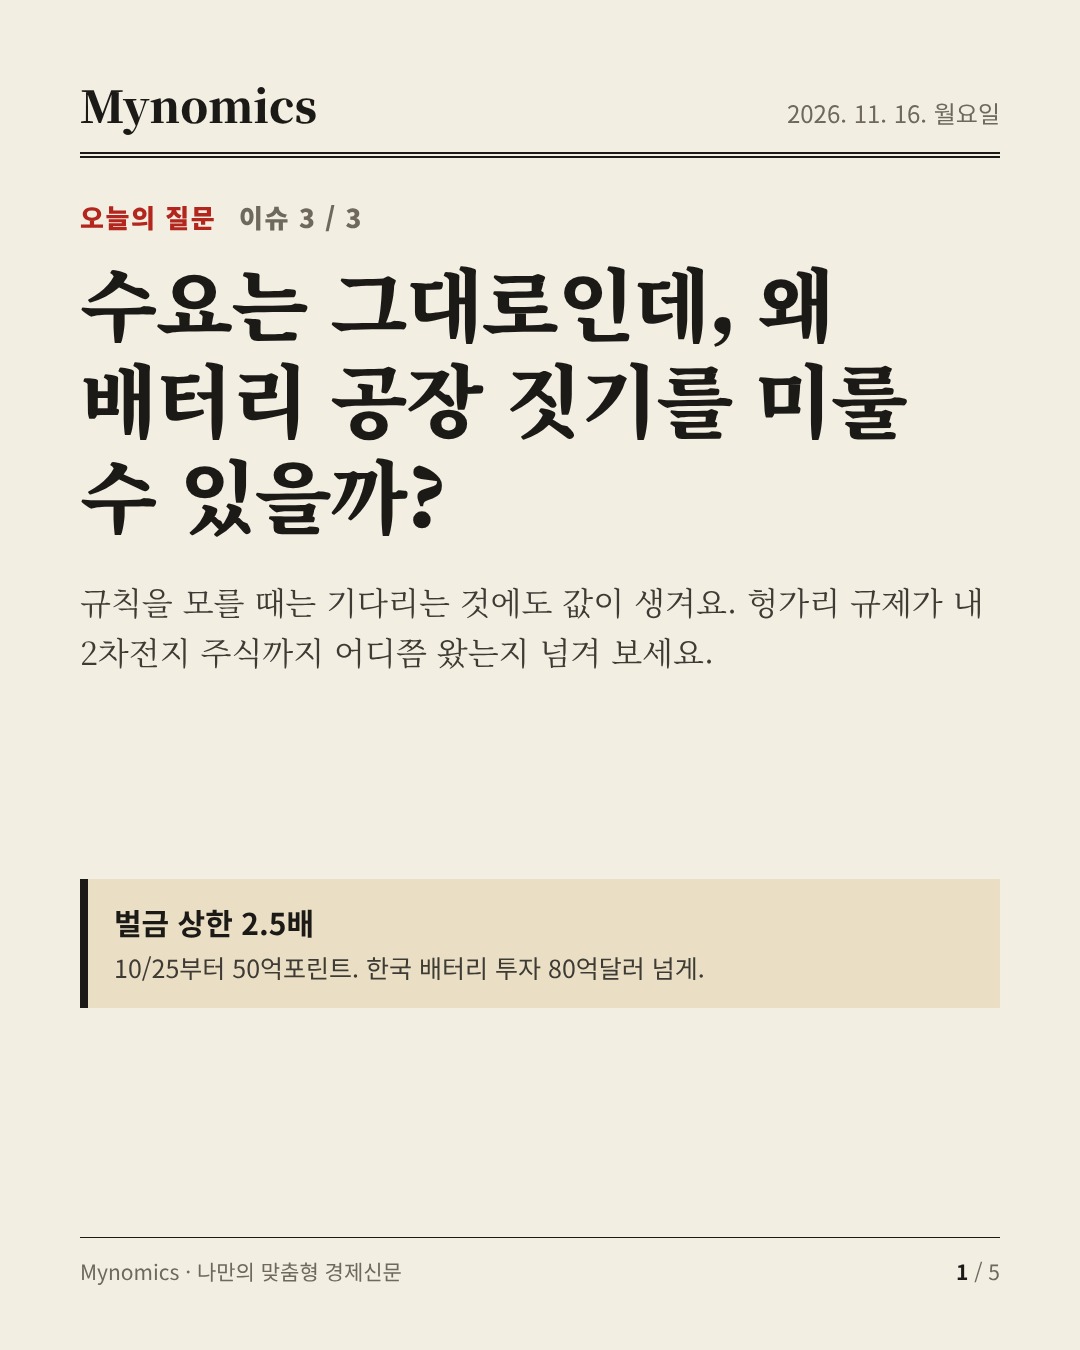 Mynomics
2026. 11. 16. 월요일
오늘의 질문 이슈 3 / 3
수요는 그대로인데, 왜
배터리 공장 짓기를 미룰
수 있을까?
규칙을 모를 때는 기다리는 것에도 값이 생겨요. 헝가리 규제가 내
2차전지 주식까지 어디쯤 왔는지 넘겨 보세요.
벌금 상한 2.5배
10/25부터 50억포린트. 한국 배터리 투자 80억달러 넘게.
Mynomics · 나만의 맞춤형 경제신문
1 / 5